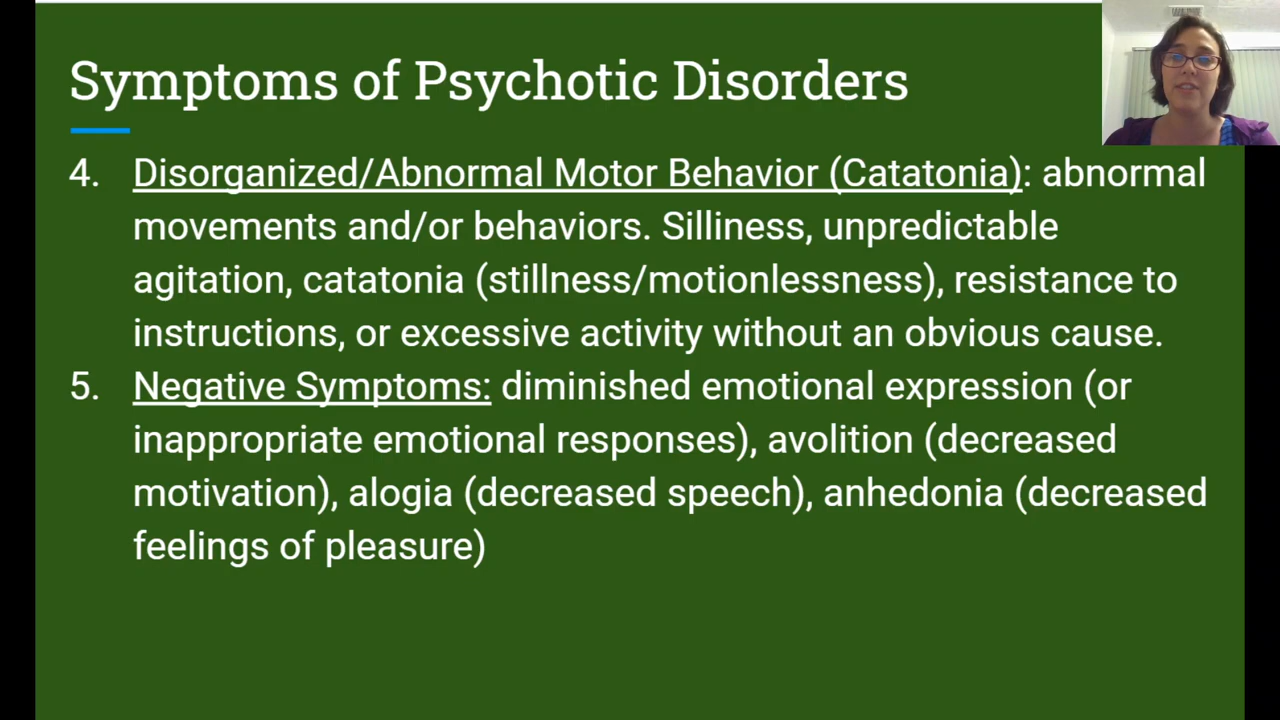 Symptoms of Psychotic Disorders
4. Disorganized/Abnormal Motor Behavior (Catatonia): abnormal
movements and/or behaviors. Silliness, unpredictable
agitation, catatonia (stillness/motionlessness), resistance to
instructions, or excessive activity without an obvious cause.
5. Negative Symptoms: diminished emotional expression (or
inappropriate emotional responses), avolition (decreased
motivation), alogia (decreased speech), anhedonia (decreased
feelings of pleasure)